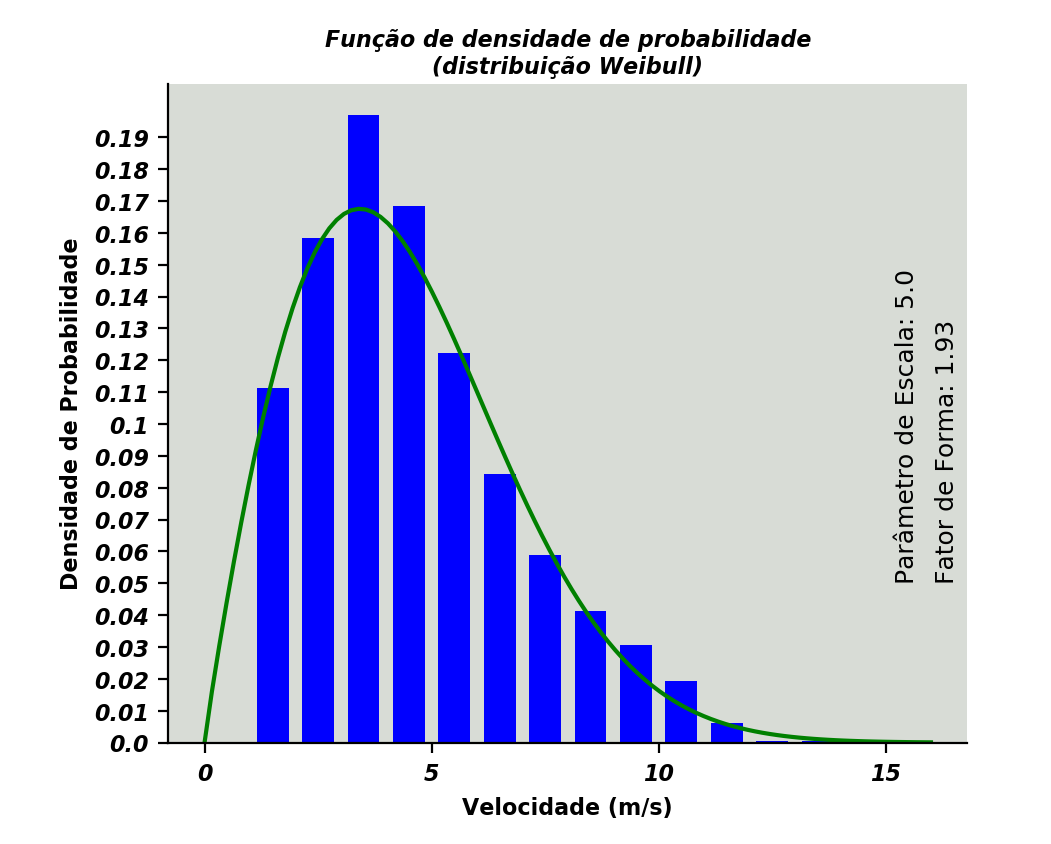 Função de densidade de probabilidade
(distribuição Weibull)
0.19
0.18
0.17
0.16
0.15
0.14
0.13
0.12
0.11
0.1
0.09
0.08
0.07
0.06
0.05
0.04
0.03
0.02
0.01
0.0
Densidade de Probabilidade
Parâmetro de Escala: 5.0
Fator de Forma: 1.93
0 5 10 15
Velocidade (m/s)